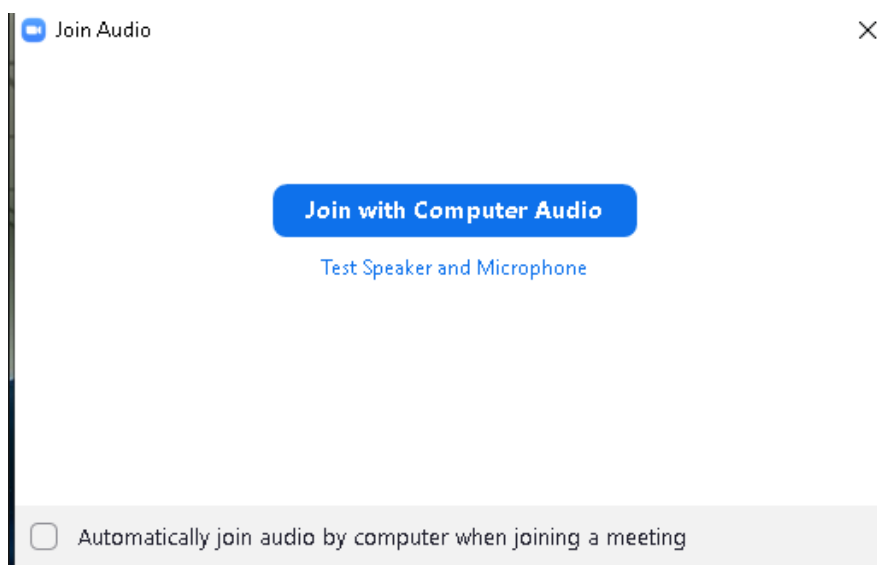 Join Audio
Join with Computer Audio
Test Speaker and Microphone
Automatically join audio by computer when joining a meeting